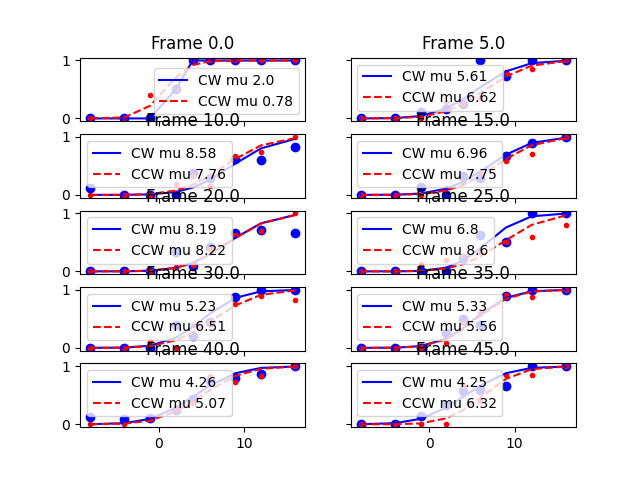 Frame 0.0
Frame 5.0
1
0
CW mu 2.0
CCW mu 0.78
CW mu 5.61
CCW mu 6.62
Frame 10.0
Frame 15.0
1
0
CW mu 8.58
CCW mu 7.76
CW mu 6.96
CCW mu 7.75
Frame 20.0
Frame 25.0
1
0
CW mu 8.19
CCW mu 8.22
CW mu 6.8
CCW mu 8.6
Frame 30.0
Frame 35.0
1
0
CW mu 5.23
CCW mu 6.51
CW mu 5.33
CCW mu 5.56
Frame 40.0
Frame 45.0
1
0
CW mu 4.26
CCW mu 5.07
CW mu 4.25
CCW mu 6.32
0
10
0
10